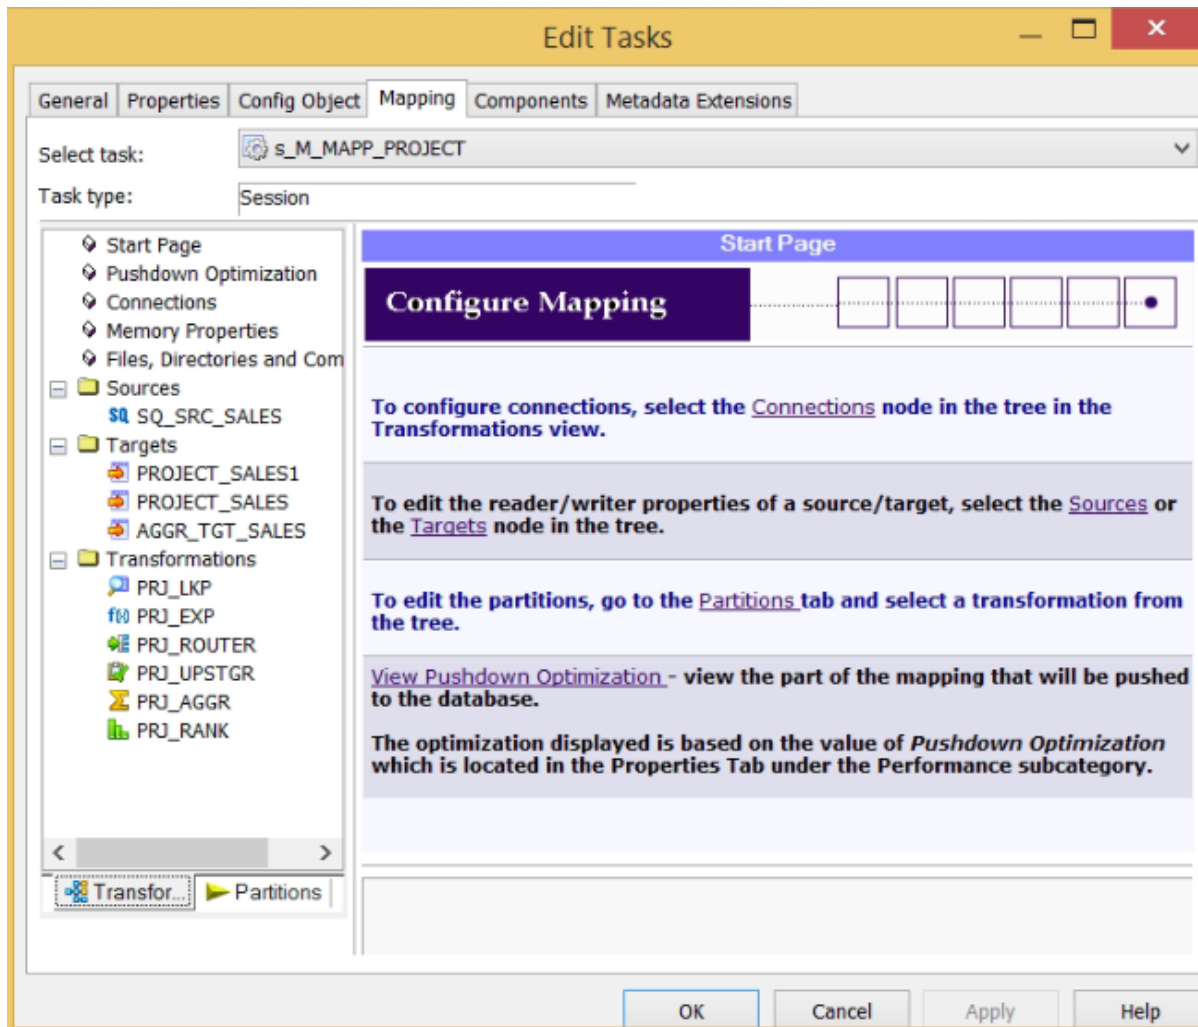 Edit Tasks
General Properties Config Object Mapping Components Metadata Extensions
Select task: s_M_MAPP_PROJECT
Task type: Session
Start Page
Pushdown Optimization
Connections
Memory Properties
Files, Directories and Com
Sources
SQ SQ_SRC_SALES
Targets
PROJECT_SALES1
PROJECT_SALES
AGGR_TGT_SALES
Transformations
PRJ_LKP
f(x) PRJ_EXP
PRJ_ROUTER
PRJ_UPSTGR
PRJ_AGGR
PRJ_RANK
Transfor... Partitions
Start Page
Configure Mapping
To configure connections, select the Connections node in the tree in the
Transformations view.
To edit the reader/writer properties of a source/target, select the Sources or
the Targets node in the tree.
To edit the partitions, go to the Partitions tab and select a transformation from
the tree.
View Pushdown Optimization - view the part of the mapping that will be pushed
to the database.
The optimization displayed is based on the value of Pushdown Optimization
which is located in the Properties Tab under the Performance subcategory.
OK Cancel Apply Help